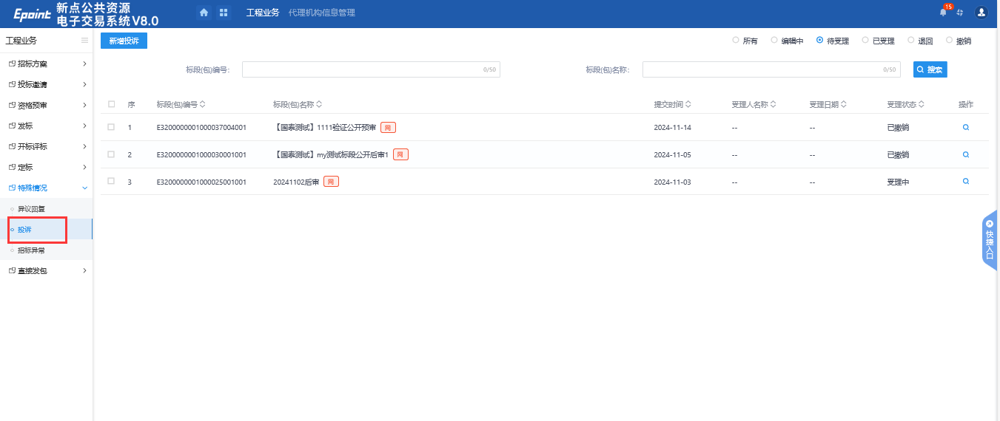 Epoint 新点公共资源
电子交易系统V8.0
工程业务 代理机构信息管理
15
工程业务
招标方案
投标邀请
资格预审
发标
开标评标
定标
特殊情况
异议回复
投诉
招标异常
直接发包
新增投诉
所有 编辑中 待受理 已受理 退回 撤销
标段(包)编号: 0/50 标段(包)名称: 0/50 搜索
序 标段(包)编号 标段(包)名称 提交时间 受理人名称 受理日期 受理状态 操作
1 E3200000001000037004001 【国泰测试】1111验证公开预审 网 2024-11-14 -- -- 已撤销
2 E3200000001000030001001 【国泰测试】my测试标段公开后审1 网 2024-11-05 -- -- 已撤销
3 E3200000001000025001001 20241102后审 网 2024-11-03 -- -- 受理中
快捷入口